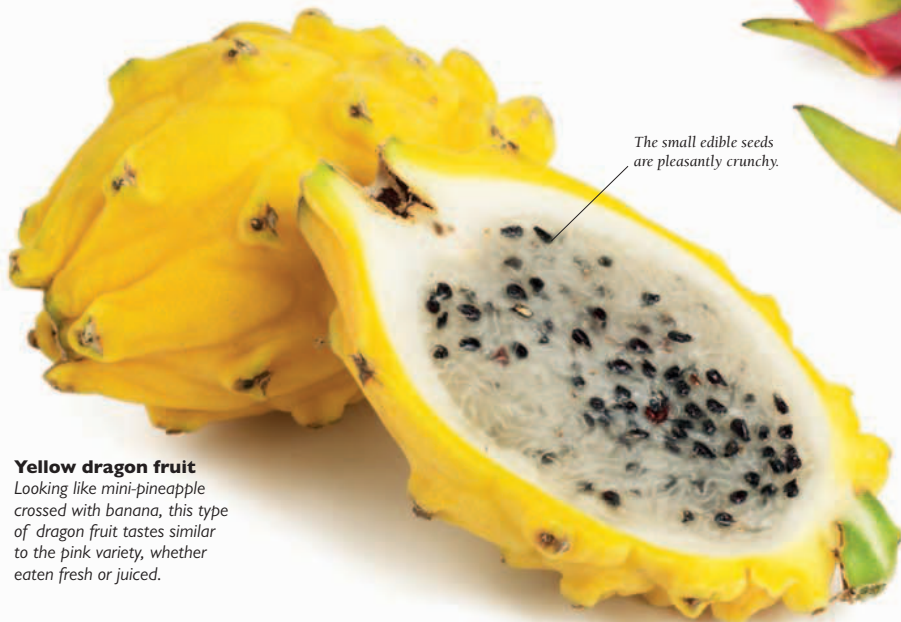 The small edible seeds
are pleasantly crunchy.
Yellow dragon fruit
Looking like mini-pineapple
crossed with banana, this type
of dragon fruit tastes similar
to the pink variety, whether
eaten fresh or juiced.